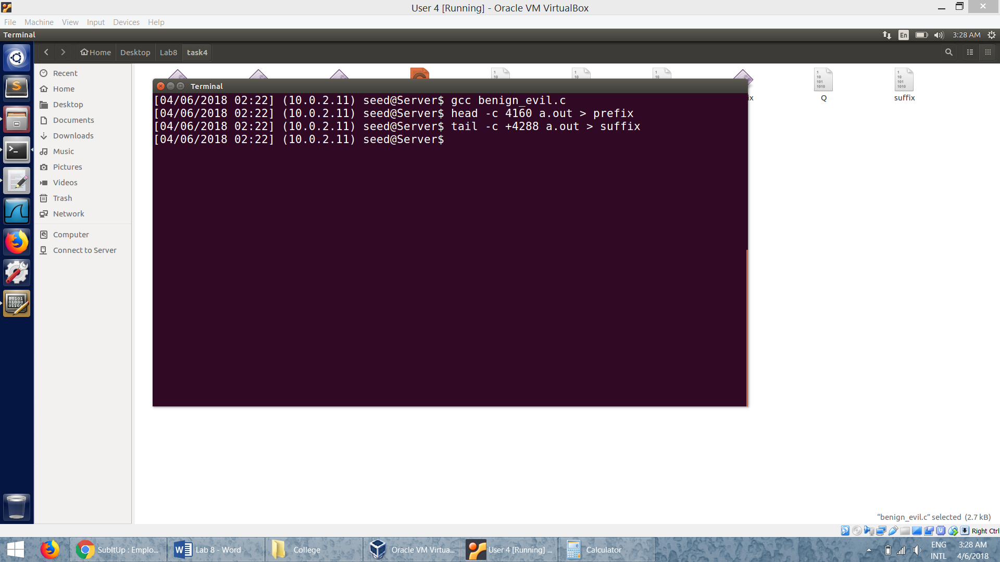 User 4 [Running] - Oracle VM VirtualBox
File Machine View Input Devices Help
Terminal
En
3:28 AM
Home Desktop Lab8 task4
Recent
Home
Desktop
Documents
Downloads
Music
Pictures
Videos
Trash
Network
Computer
Connect to Server
Terminal
[04/06/2018 02:22] (10.0.2.11) seed@Server$ gcc benign_evil.c
[04/06/2018 02:22] (10.0.2.11) seed@Server$ head -c 4160 a.out > prefix
[04/06/2018 02:22] (10.0.2.11) seed@Server$ tail -c +4288 a.out > suffix
[04/06/2018 02:22] (10.0.2.11) seed@Server$
ix
Q
suffix
"benign_evil.c" selected (2.7 kB)
Right Ctrl
SubItUp : Emplo...
Lab 8 - Word
College
Oracle VM Virtua...
User 4 [Running] ...
Calculator
ENG
INTL
3:28 AM
4/6/2018